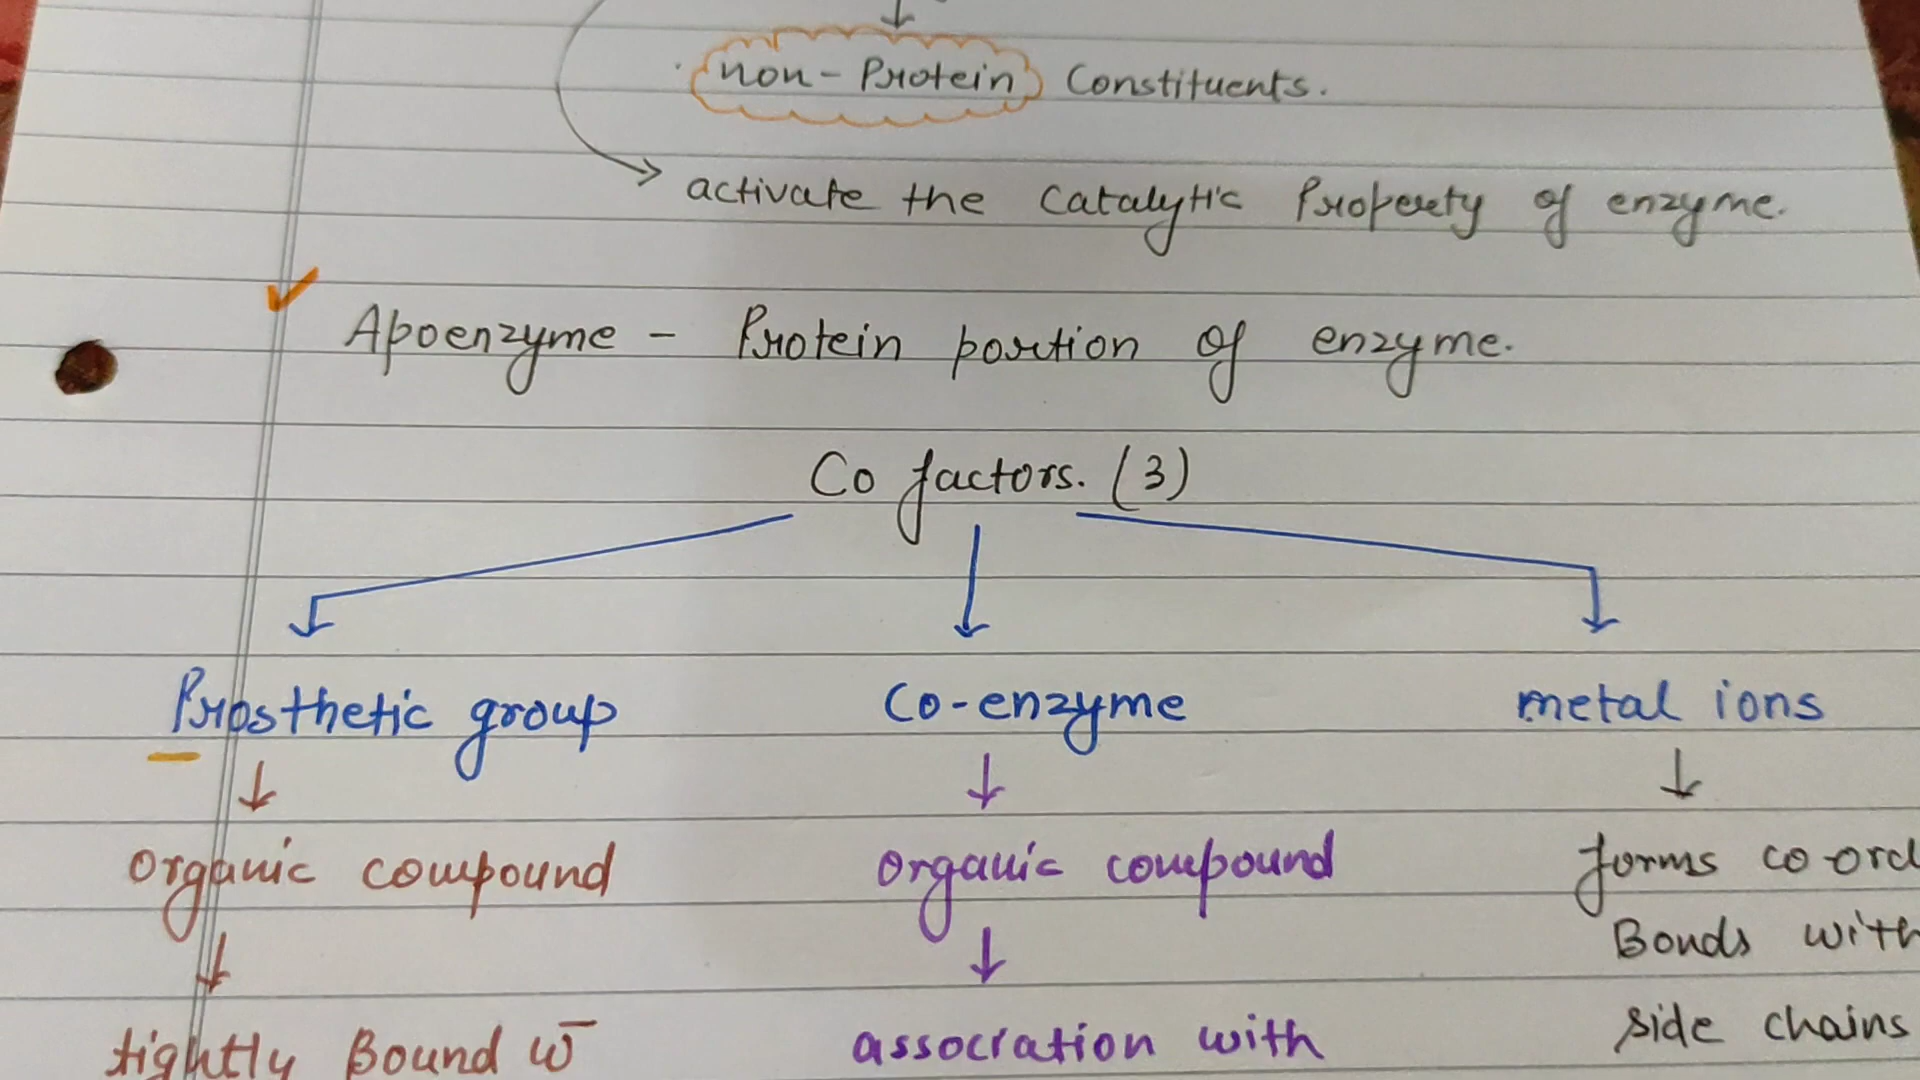 non-Protein Constituents.
activate the Catalytic Property of enzyme.
Apoenzyme - Protein portion of enzyme.
Co factors. (3)
Prosthetic group Co-enzyme metal ions
organic compound organic compound forms co-ord
Bonds with
tightly Bound w̅ association with side chains